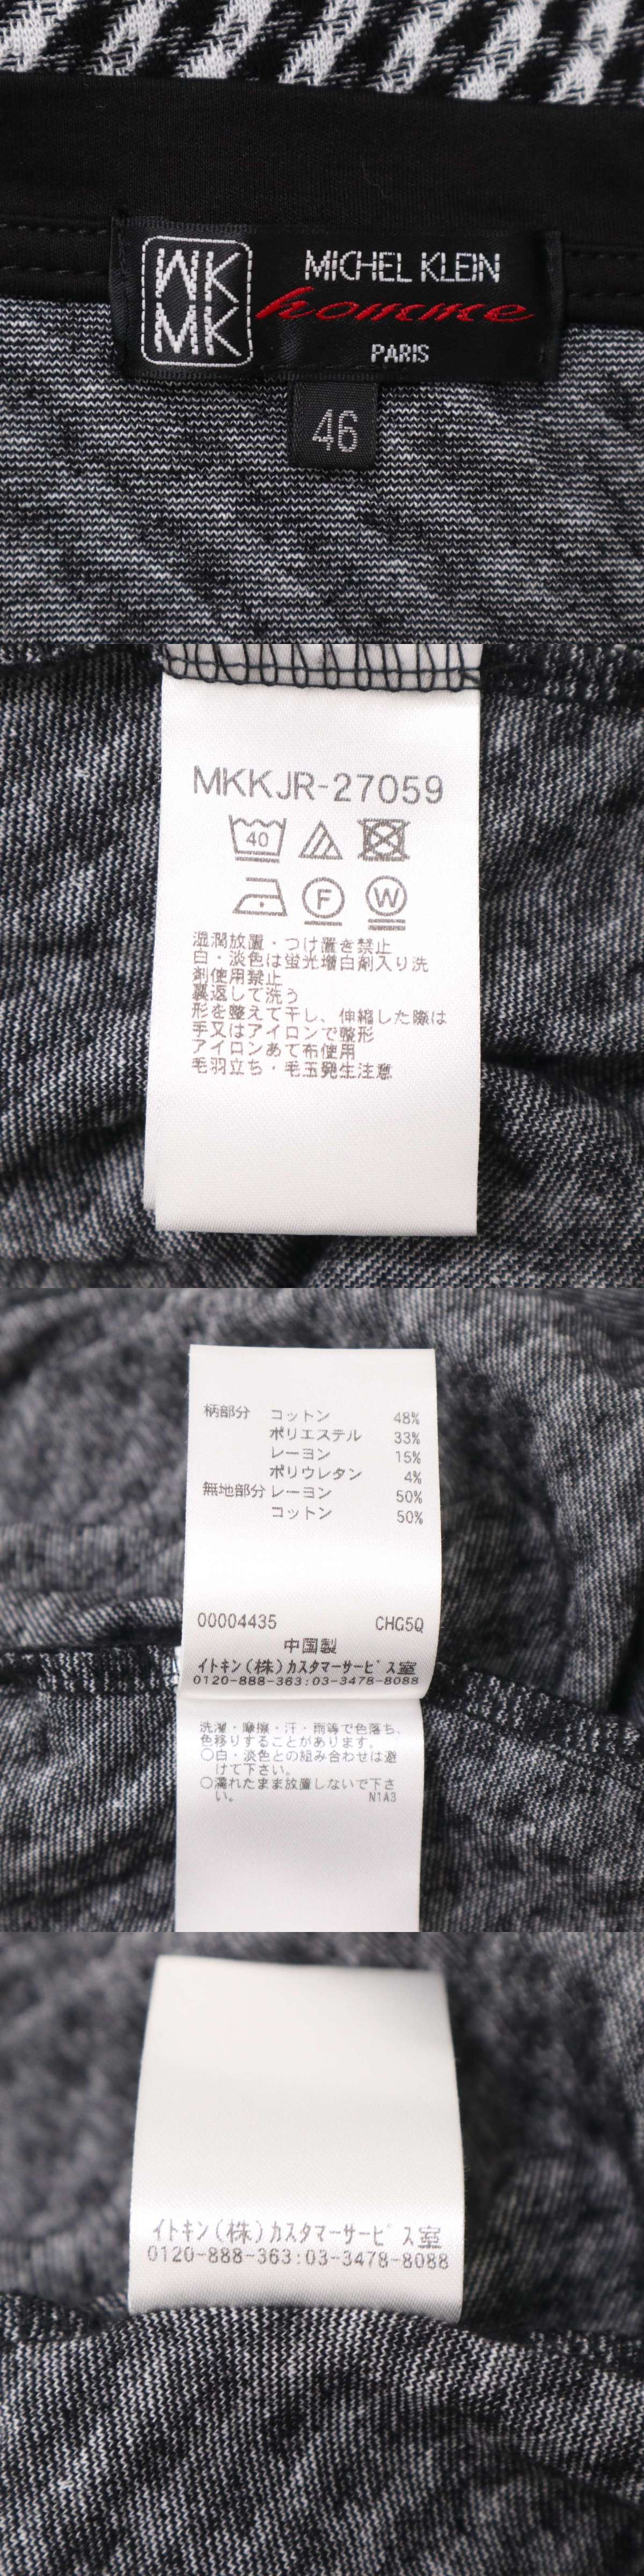 MK
MK
MICHEL KLEIN
homme
PARIS
46
MKKJR-27059
40
F W
湿潤放置・つけ置き禁止
白・淡色は蛍光増白剤入り洗
剤使用禁止
裏返して洗う
形を整えて干し、伸縮した際は
手又はアイロンで整形
アイロンあて布使用
毛羽立ち・毛玉発生注意
柄部分 コットン 48%
ポリエステル 33%
レーヨン 15%
ポリウレタン 4%
無地部分 レーヨン 50%
コットン 50%
00004435 CHG5Q
中国製
イトキン(株)カスタマーサービス室
0120-888-363:03-3478-8088
洗濯・摩擦・汗・雨等で色落ち、
色移りすることがあります。
○白・淡色との組み合わせは避
けて下さい。
○濡れたまま放置しないで下さ
い。 N1A3
イトキン(株)カスタマーサービス室
0120-888-363:03-3478-8088